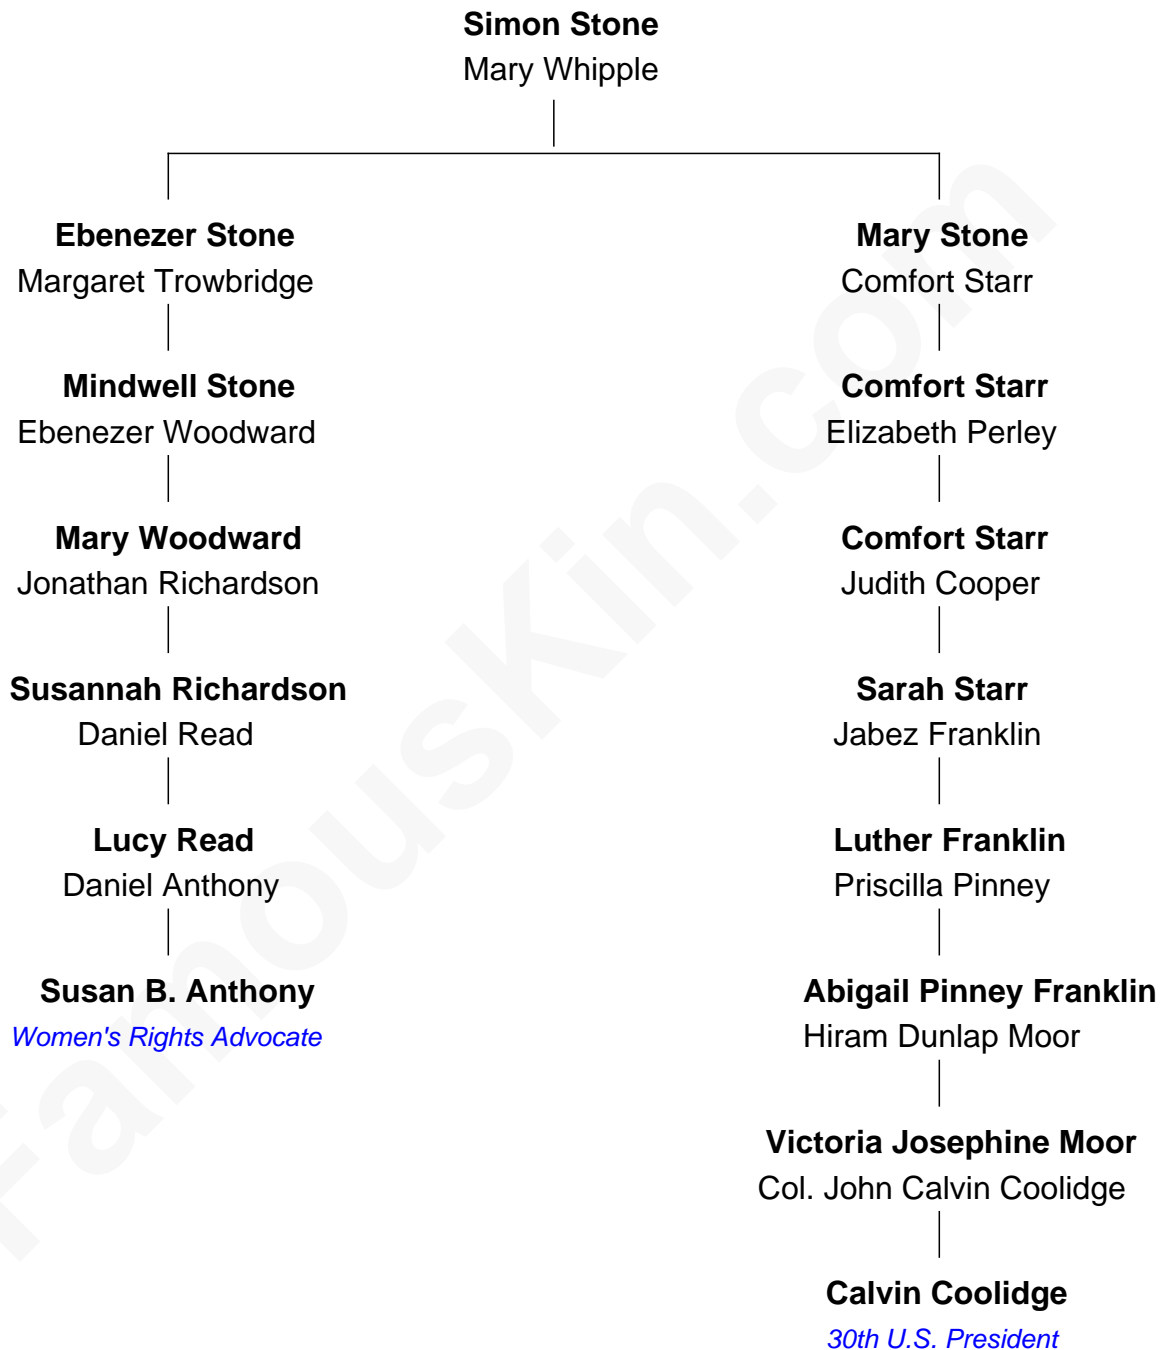 Simon Stone
Mary Whipple
Ebenezer Stone
Margaret Trowbridge
Mary Stone
Comfort Starr
Mindwell Stone
Ebenezer Woodward
Comfort Starr
Elizabeth Perley
Mary Woodward
Jonathan Richardson
Comfort Starr
Judith Cooper
Susannah Richardson
Daniel Read
Sarah Starr
Jabez Franklin
Lucy Read
Daniel Anthony
Luther Franklin
Priscilla Pinney
Susan B. Anthony
Women's Rights Advocate
Abigail Pinney Franklin
Hiram Dunlap Moor
Victoria Josephine Moor
Col. John Calvin Coolidge
Calvin Coolidge
30th U.S. President
FamousKin.com